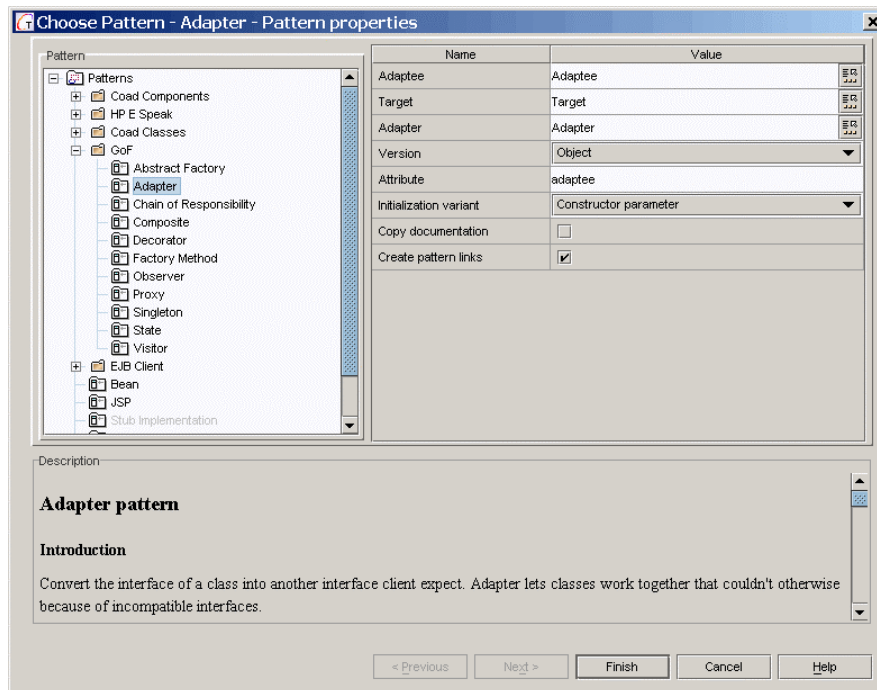 Choose Pattern - Adapter - Pattern properties
Pattern
Patterns
Coad Components
HP E Speak
Coad Classes
GoF
Abstract Factory
Adapter
Chain of Responsibility
Composite
Decorator
Factory Method
Observer
Proxy
Singleton
State
Visitor
EJB Client
Bean
JSP
Stub Implementation
Name Value
Adaptee Adaptee
Target Target
Adapter Adapter
Version Object
Attribute adaptee
Initialization variant Constructor parameter
Copy documentation
Create pattern links
Description
Adapter pattern
Introduction
Convert the interface of a class into another interface client expect. Adapter lets classes work together that couldn't otherwise
because of incompatible interfaces.
< Previous Next > Finish Cancel Help